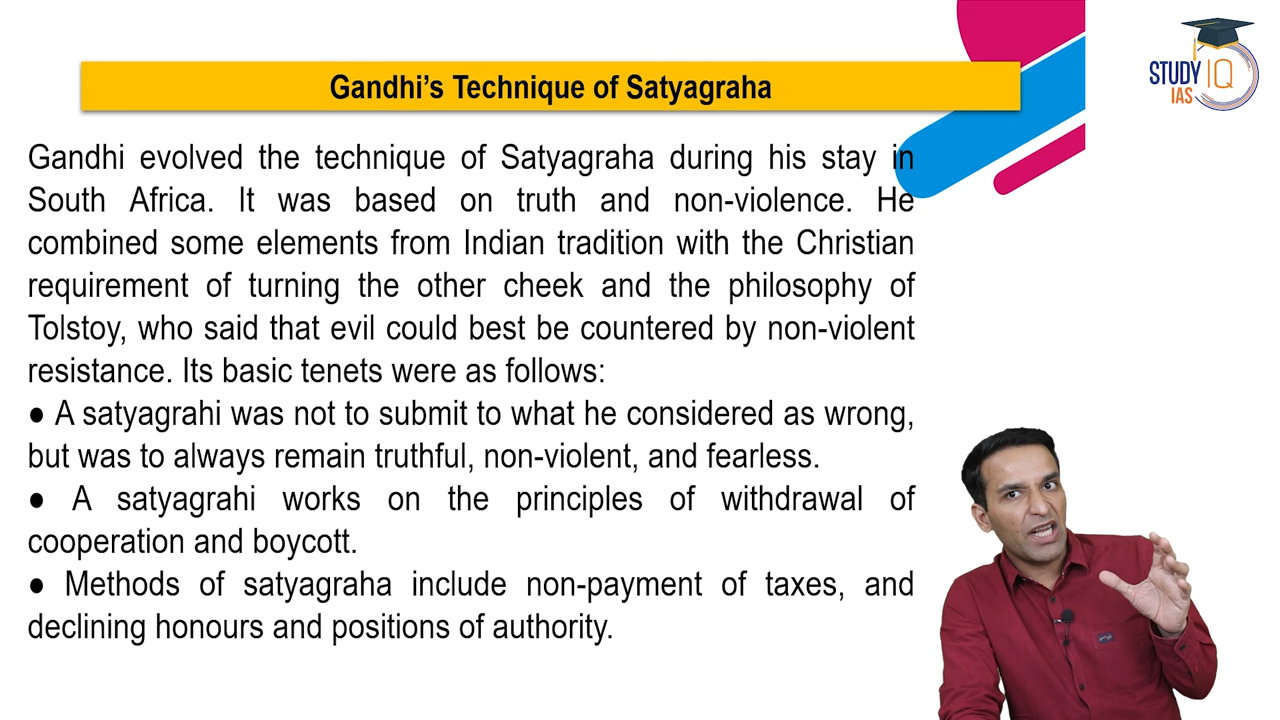 Gandhi’s Technique of Satyagraha
STUDY IQ
IAS
Gandhi evolved the technique of Satyagraha during his stay in
South Africa. It was based on truth and non-violence. He
combined some elements from Indian tradition with the Christian
requirement of turning the other cheek and the philosophy of
Tolstoy, who said that evil could best be countered by non-violent
resistance. Its basic tenets were as follows:
● A satyagrahi was not to submit to what he considered as wrong,
but was to always remain truthful, non-violent, and fearless.
● A satyagrahi works on the principles of withdrawal of
cooperation and boycott.
● Methods of satyagraha include non-payment of taxes, and
declining honours and positions of authority.